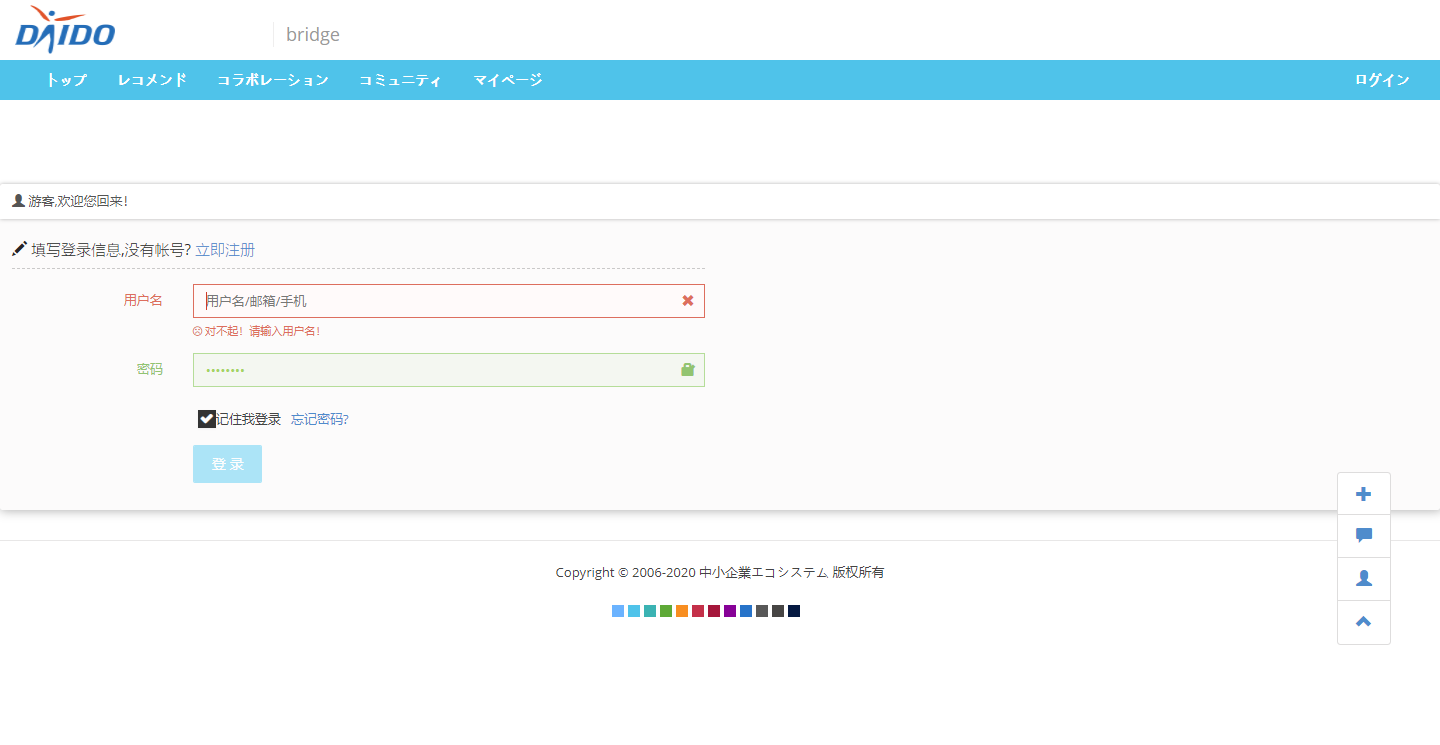 DAIDO
bridge
トップ レコメンド コラボレーション コミュニティ マイページ ログイン
游客,欢迎您回来!
填写登录信息,没有帐号? 立即注册
用户名 用户名/邮箱/手机
对不起！请输入用户名!
密码 ••••••••
记住我登录 忘记密码?
登 录
Copyright © 2006-2020 中小企業エコシステム 版权所有